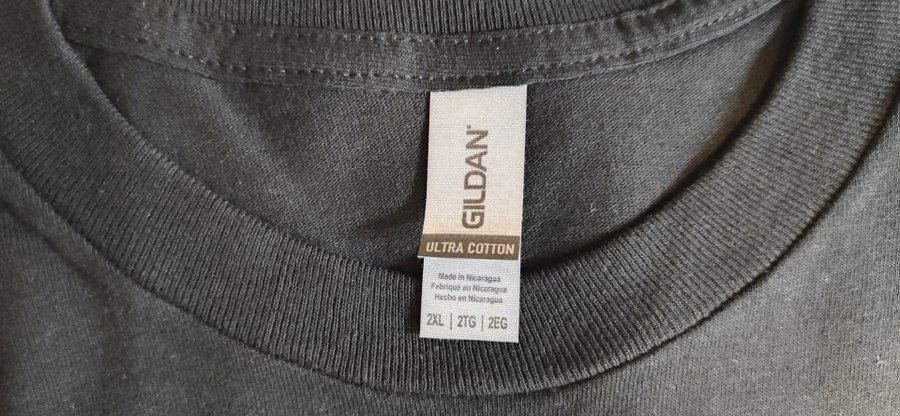 GILDAN®
ULTRA COTTON
Made in Nicaragua
Fabriqué au Nicaragua
Hecho en Nicaragua
2XL | 2TG | 2EG